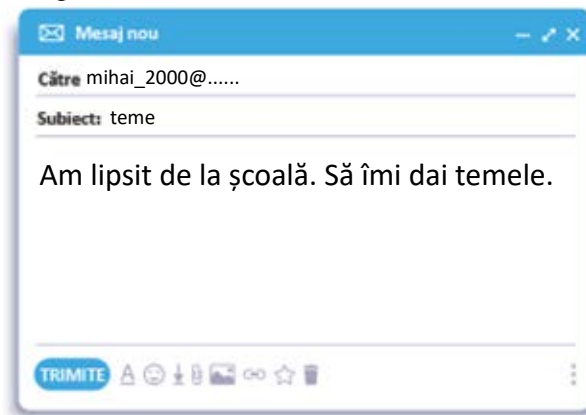 Mesaj nou
Către mihai_2000@......
Subiect: teme
Am lipsit de la școală. Să îmi dai temele.
TRIMITE A